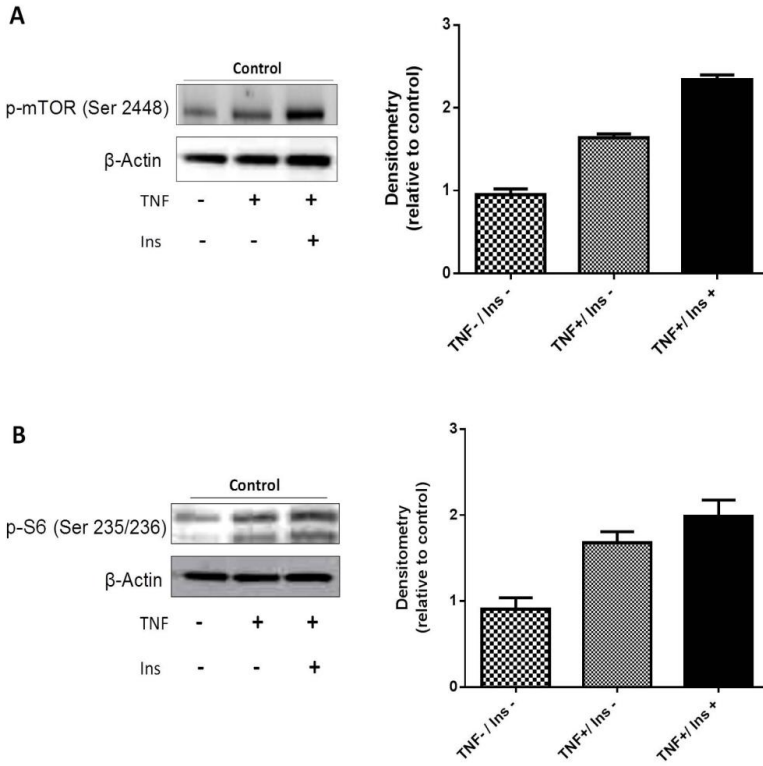 A
Control
p-mTOR (Ser 2448)
β-Actin
TNF - + +
Ins - - +
Densitometry
(relative to control)
3
2
1
0
TNF- / Ins -
TNF+/ Ins -
TNF+/ Ins +
B
Control
p-S6 (Ser 235/236)
β-Actin
TNF - + +
Ins - - +
Densitometry
(relative to control)
3
2
1
0
TNF- / Ins -
TNF+/ Ins -
TNF+/ Ins +